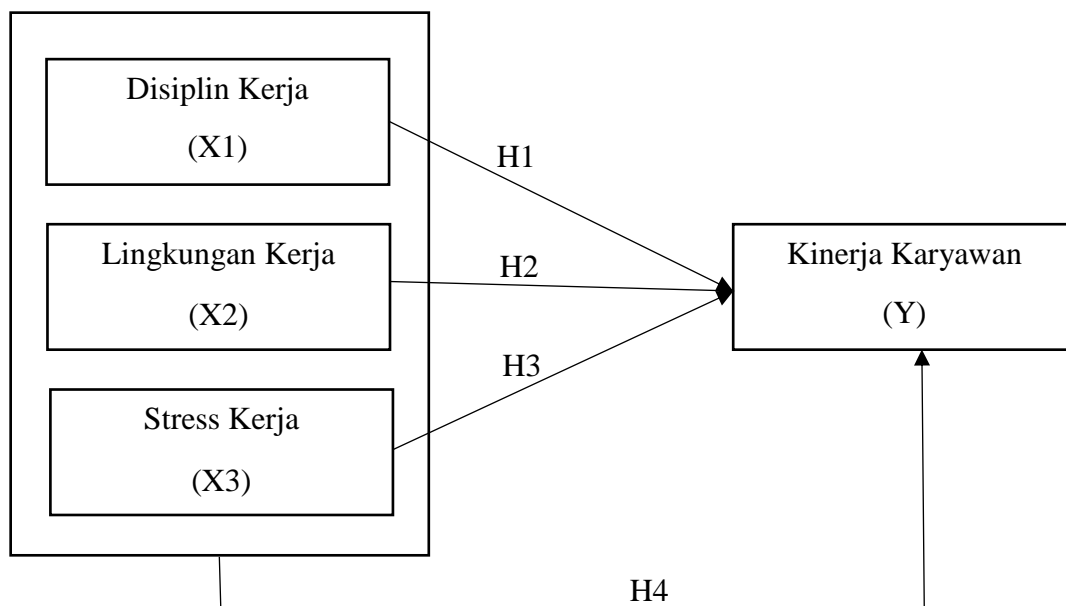 Disiplin Kerja
(X1)
H1
Lingkungan Kerja
(X2)
H2
Kinerja Karyawan
(Y)
H3
Stress Kerja
(X3)
H4